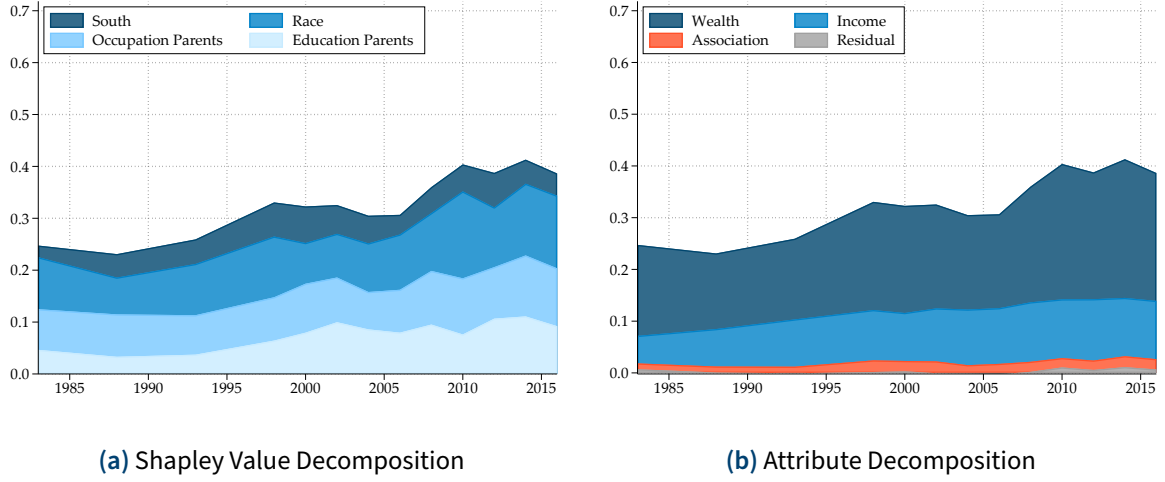 0.7
0.6
0.5
0.4
0.3
0.2
0.1
0.0
South
Race
Occupation Parents
Education Parents
1985 1990 1995 2000 2005 2010 2015
(a) Shapley Value Decomposition
0.7
0.6
0.5
0.4
0.3
0.2
0.1
0.0
Wealth
Income
Association
Residual
1985 1990 1995 2000 2005 2010 2015
(b) Attribute Decomposition